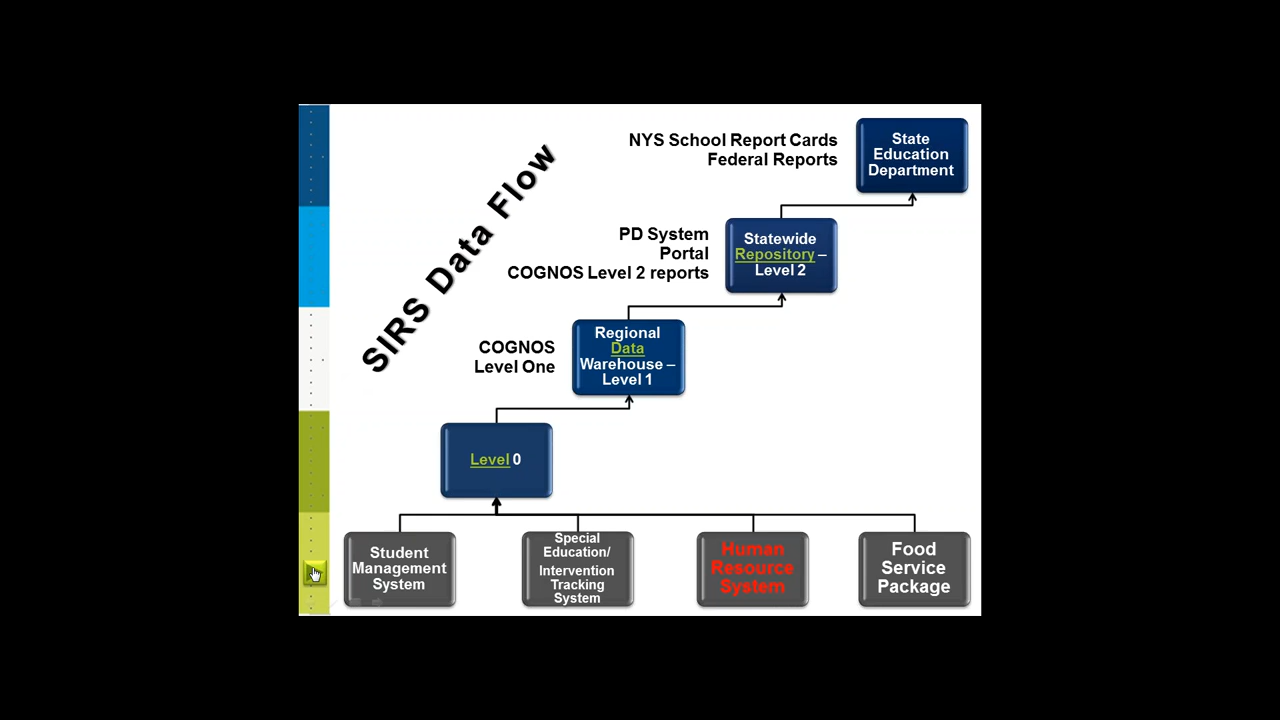 SIRS Data Flow
NYS School Report Cards
Federal Reports
State
Education
Department
PD System
Portal
COGNOS Level 2 reports
Statewide
Repository –
Level 2
COGNOS
Level One
Regional
Data
Warehouse –
Level 1
Level 0
Student
Management
System
Special
Education/
Intervention
Tracking
System
Human
Resource
System
Food
Service
Package